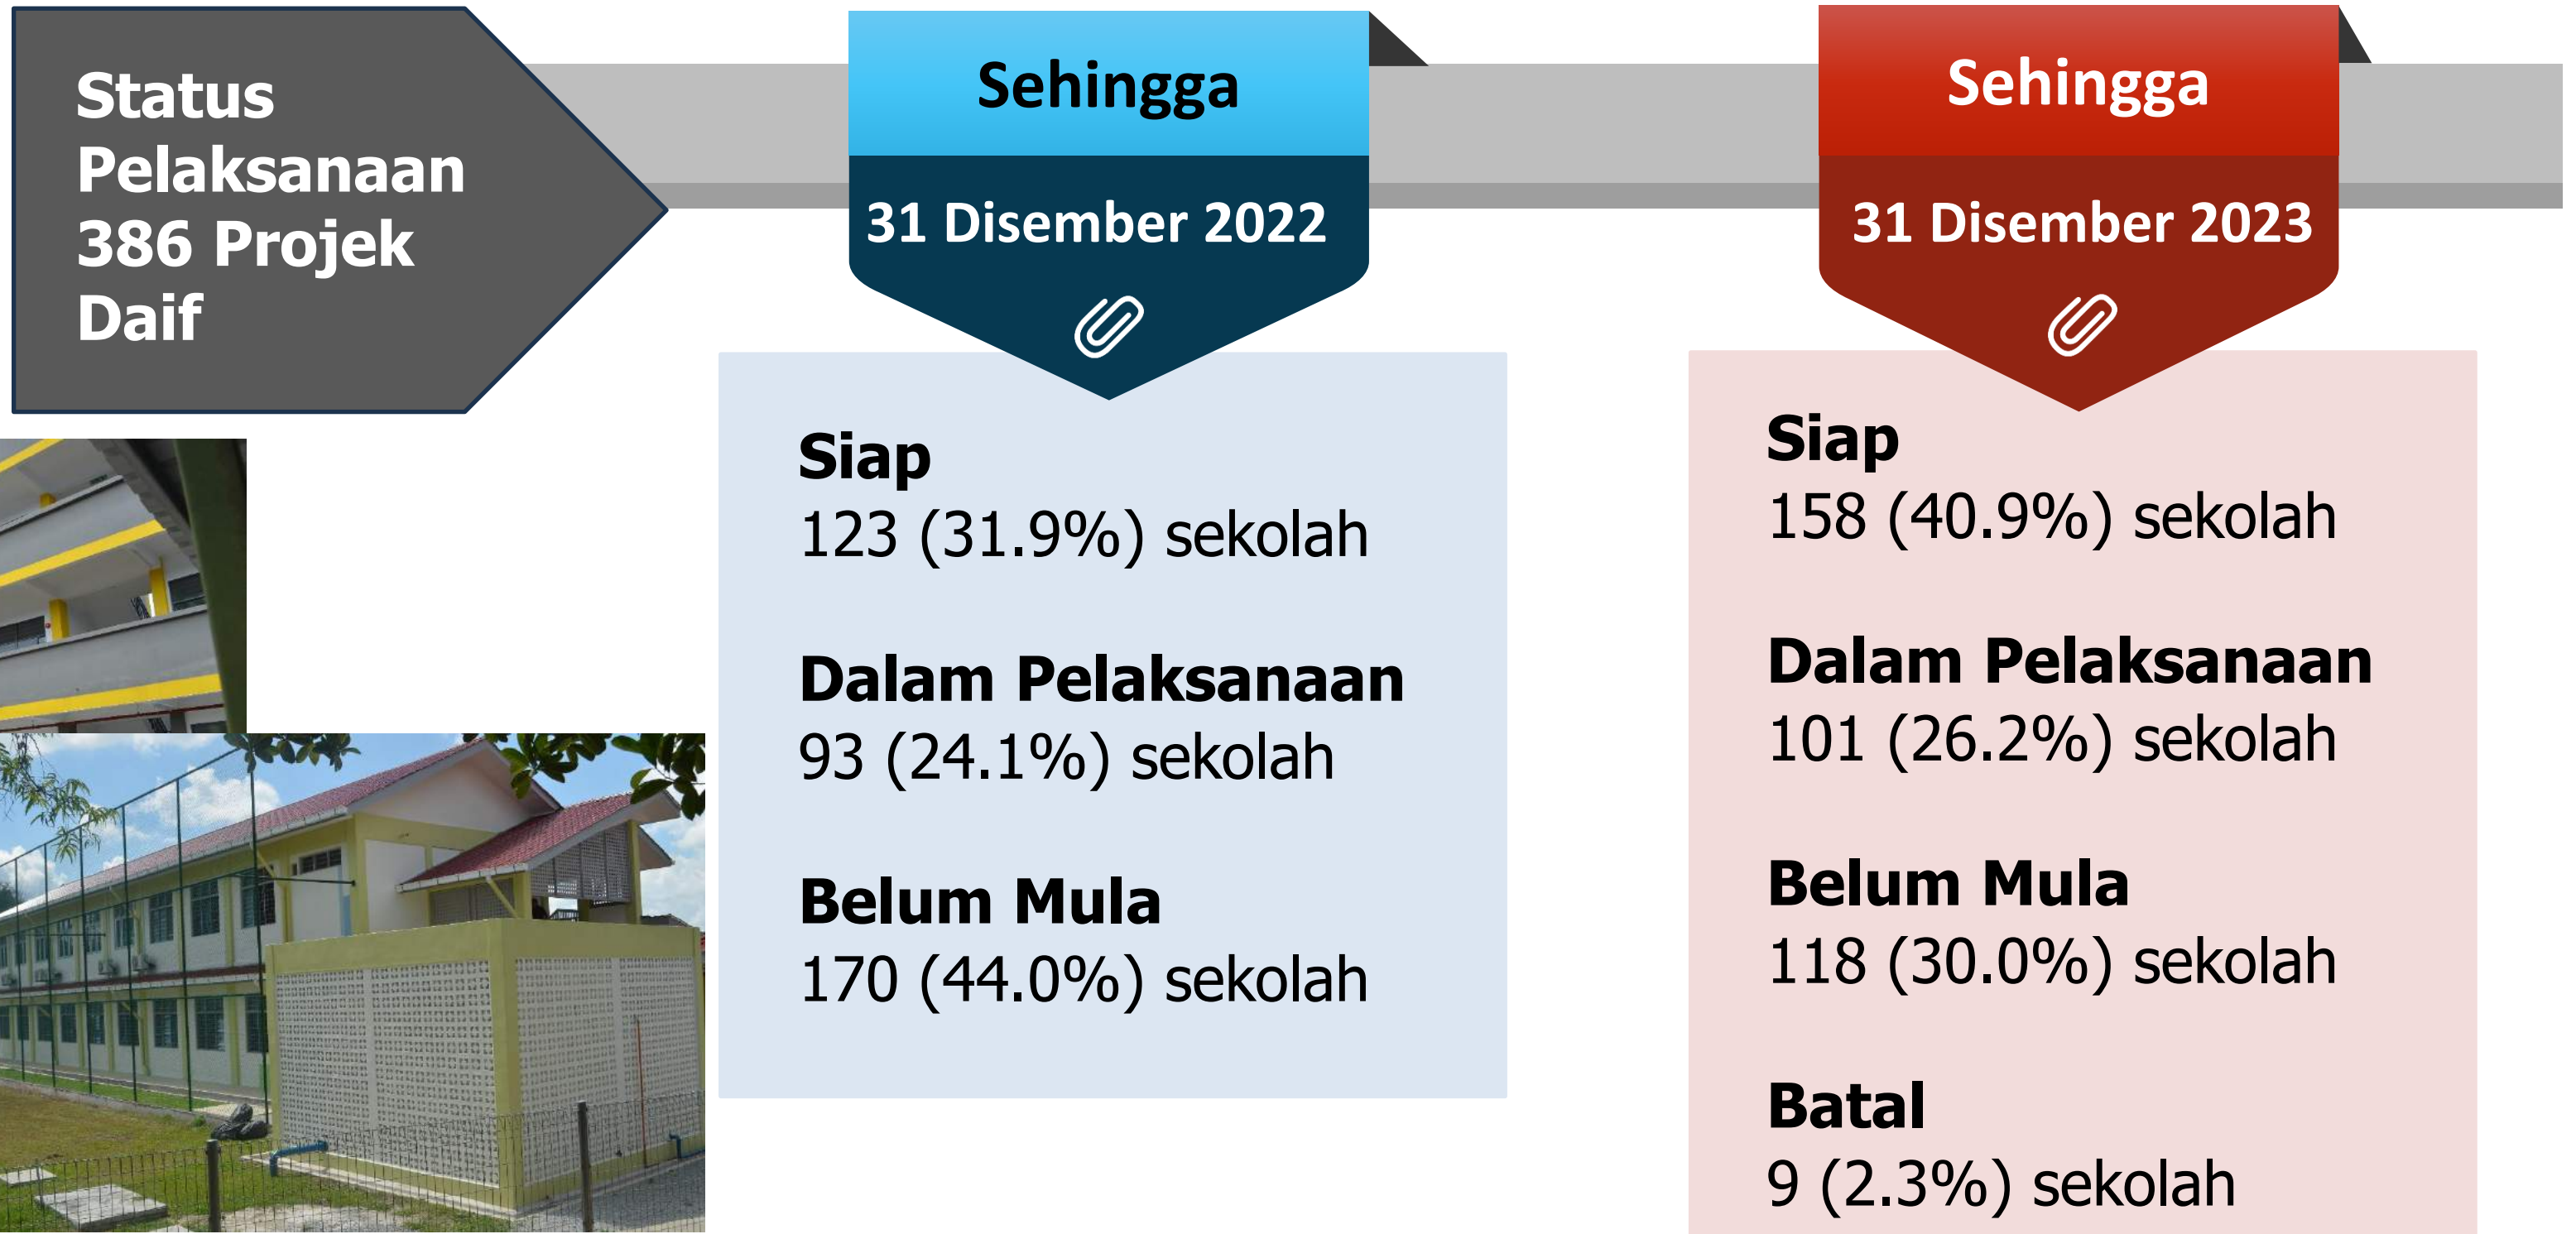 Status
Pelaksanaan
386 Projek
Daif
Sehingga
31 Disember 2022
Siap
123 (31.9%) sekolah
Dalam Pelaksanaan
93 (24.1%) sekolah
Belum Mula
170 (44.0%) sekolah
Sehingga
31 Disember 2023
Siap
158 (40.9%) sekolah
Dalam Pelaksanaan
101 (26.2%) sekolah
Belum Mula
118 (30.0%) sekolah
Batal
9 (2.3%) sekolah